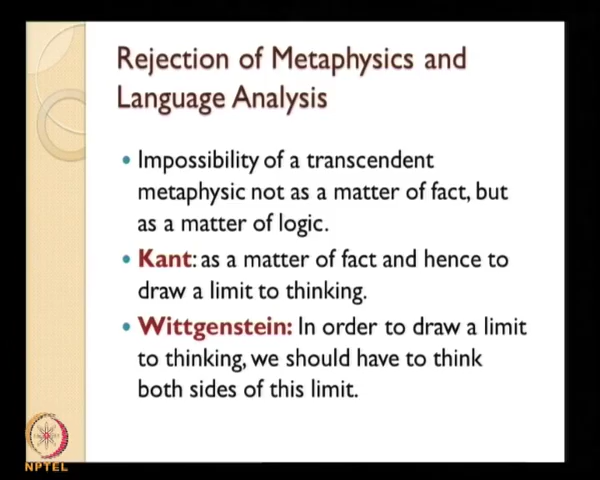 Rejection of Metaphysics and
Language Analysis
• Impossibility of a transcendent
metaphysic not as a matter of fact, but
as a matter of logic.
• Kant: as a matter of fact and hence to
draw a limit to thinking.
• Wittgenstein: In order to draw a limit
to thinking, we should have to think
both sides of this limit.
NPTEL